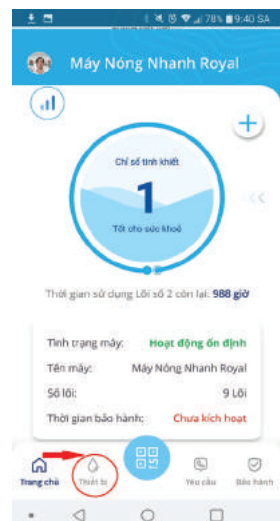 78% 9:40 SA
Máy Nóng Nhanh Royal
Chỉ số tinh khiết
1
Tốt cho sức khoẻ
Thời gian sử dụng Lõi số 2 còn lại: 988 giờ
Tình trạng máy: Hoạt động ổn định
Tên máy: Máy Nóng Nhanh Royal
Số lõi: 9 Lõi
Thời gian bảo hành: Chưa kích hoạt
Trang chủ Thiết bị Yêu cầu Bảo hành